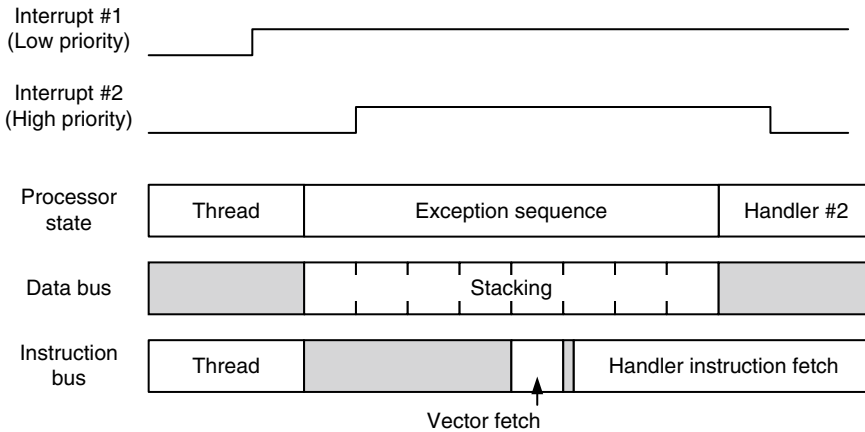 Interrupt #1
(Low priority)
Interrupt #2
(High priority)
Processor
state
Thread
Exception sequence
Handler #2
Data bus
Stacking
Instruction
bus
Thread
Handler instruction fetch
Vector fetch